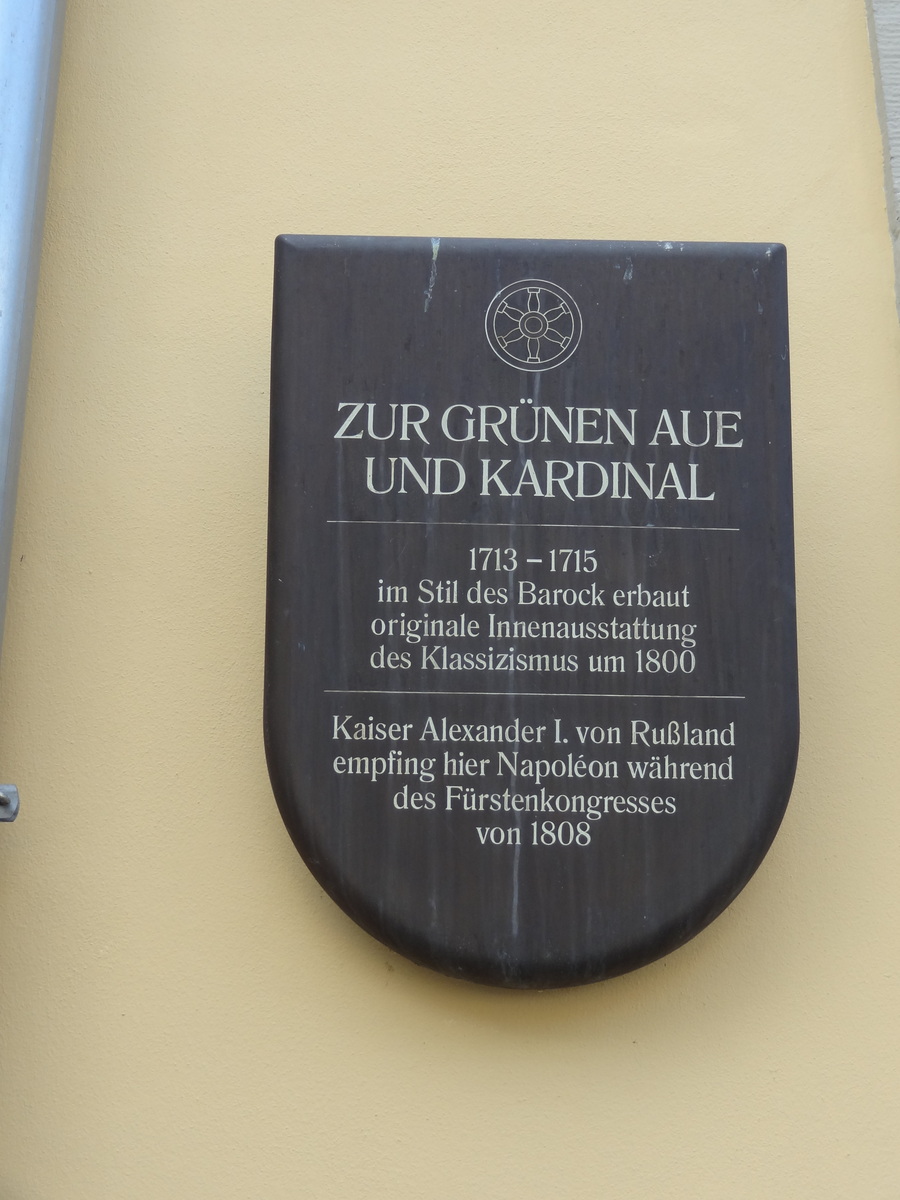 ZUR GRÜNEN AUE
UND KARDINAL
1713 – 1715
im Stil des Barock erbaut
originale Innenausstattung
des Klassizismus um 1800
Kaiser Alexander I. von Rußland
empfing hier Napoléon während
des Fürstenkongresses
von 1808